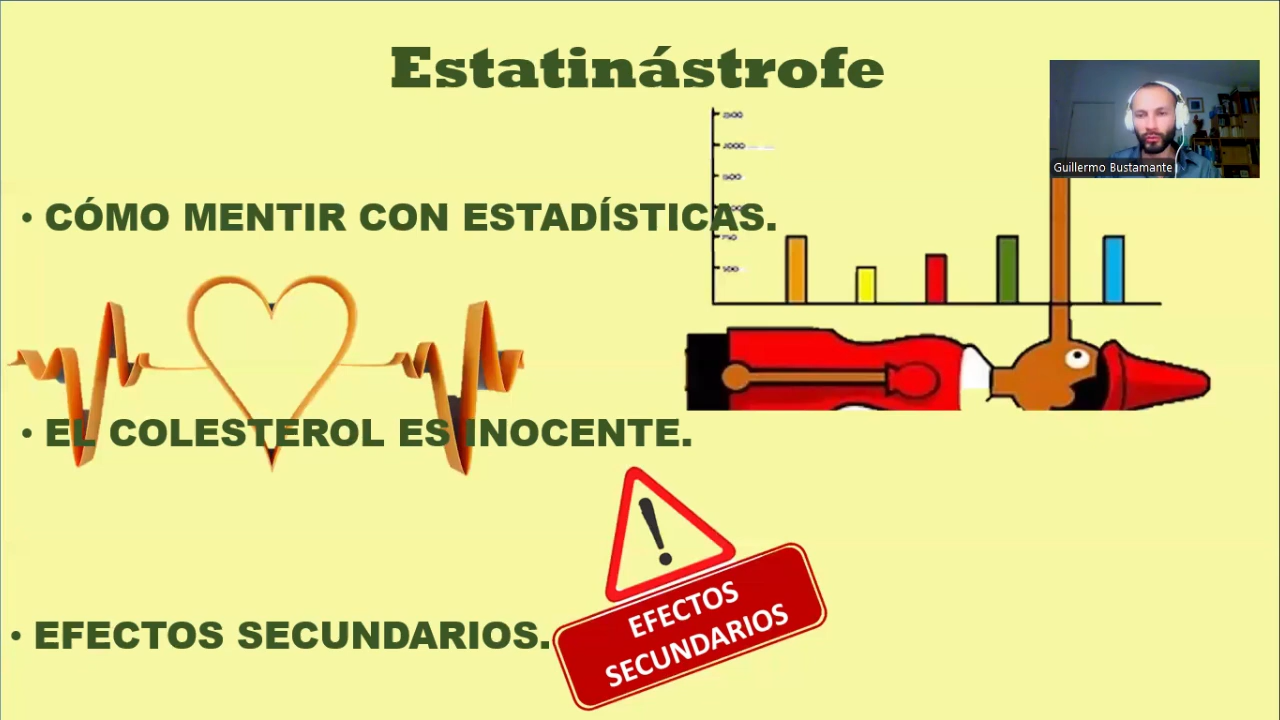 Estatinástrofe
Guillermo Bustamante
• CÓMO MENTIR CON ESTADÍSTICAS.
• EL COLESTEROL ES INOCENTE.
• EFECTOS SECUNDARIOS.
EFECTOS
SECUNDARIOS